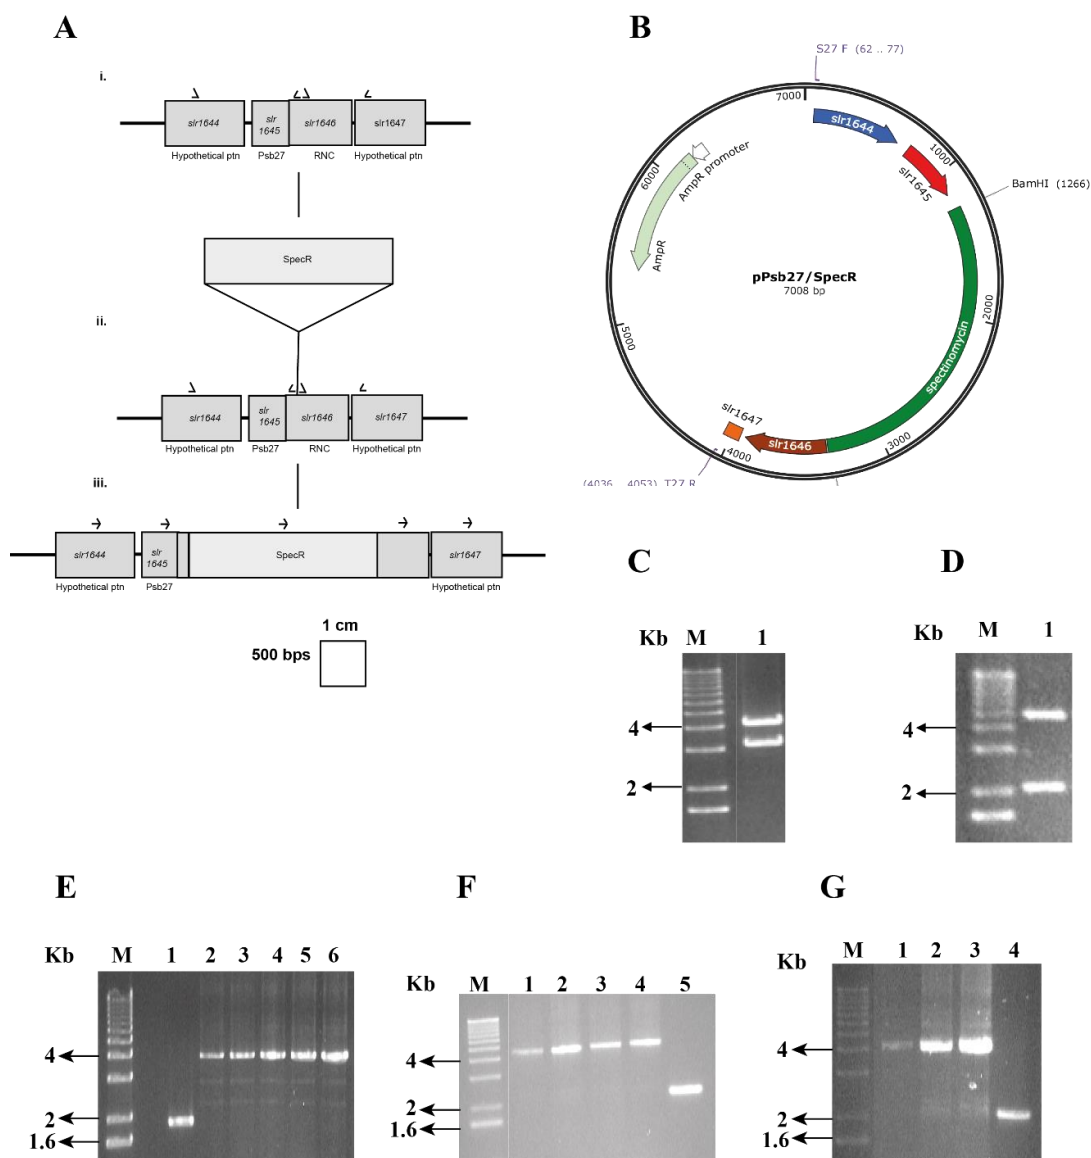 A
i.
slr1644
slr
1645
slr1646
slr1647
Hypothetical ptn
Psb27
RNC
Hypothetical ptn
SpecR
ii.
slr1644
slr
1645
slr1646
slr1647
Hypothetical ptn
Psb27
RNC
Hypothetical ptn
iii.
slr1644
slr
1645
SpecR
slr1647
Hypothetical ptn
Psb27
Hypothetical ptn
1 cm
500 bps
B
S27 F (62 .. 77)
7000
slr1644
1000
slr1645
BamHI (1266)
6000
AmpR promoter
AmpR
pPsb27/SpecR
7008 bp
2000
5000
spectinomycin
slr1647
slr1646
3000
4000
(4036 .. 4053) T27 R
C
Kb M 1
4
2
D
Kb M 1
4
2
E
Kb M 1 2 3 4 5 6
4
2
1.6
F
Kb M 1 2 3 4 5
4
2
1.6
G
Kb M 1 2 3 4
4
2
1.6